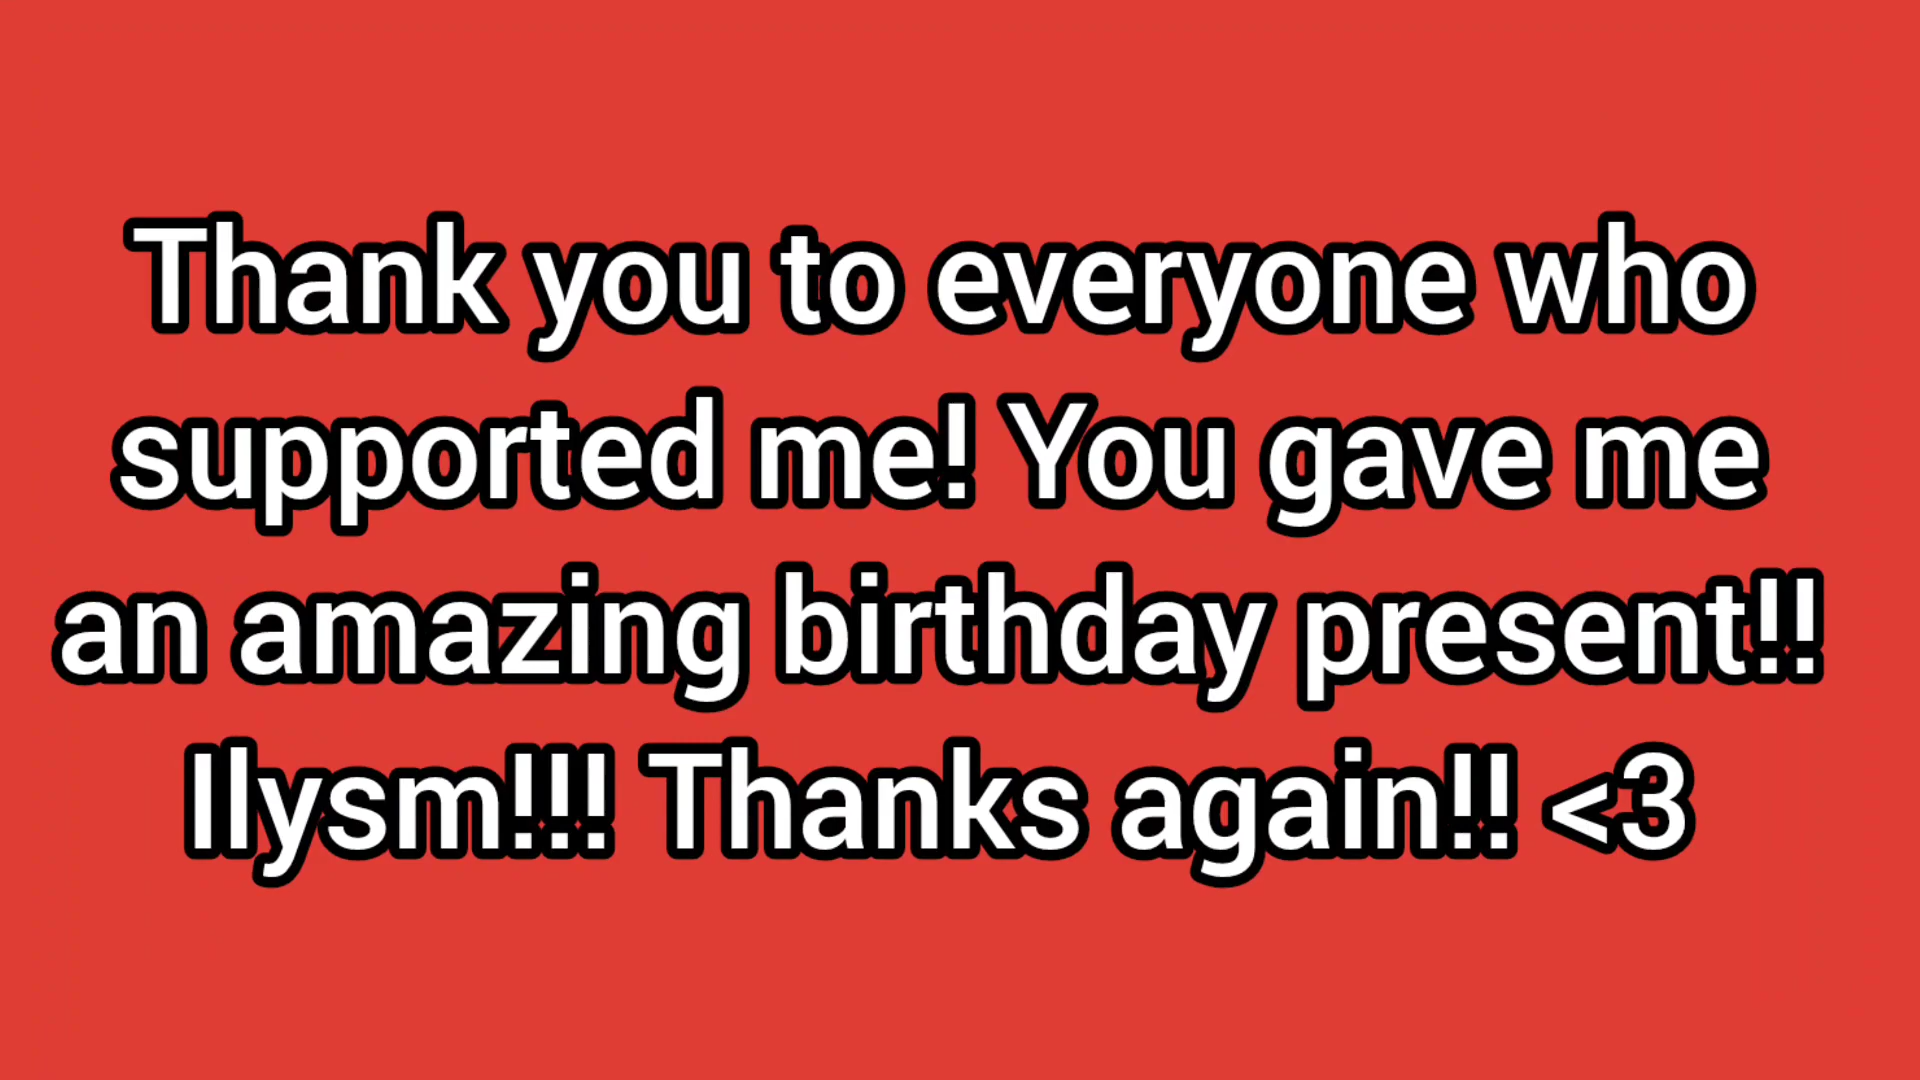 Thank you to everyone who
supported me! You gave me
an amazing birthday present!!
Ilysm!!! Thanks again!! <3